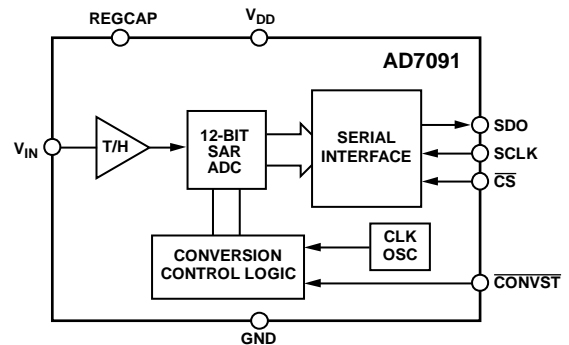 REGCAP
VDD
AD7091
VIN
T/H
12-BIT
SAR
ADC
SERIAL
INTERFACE
SDO
SCLK
CS
CLK
OSC
CONVERSION
CONTROL LOGIC
CONVST
GND